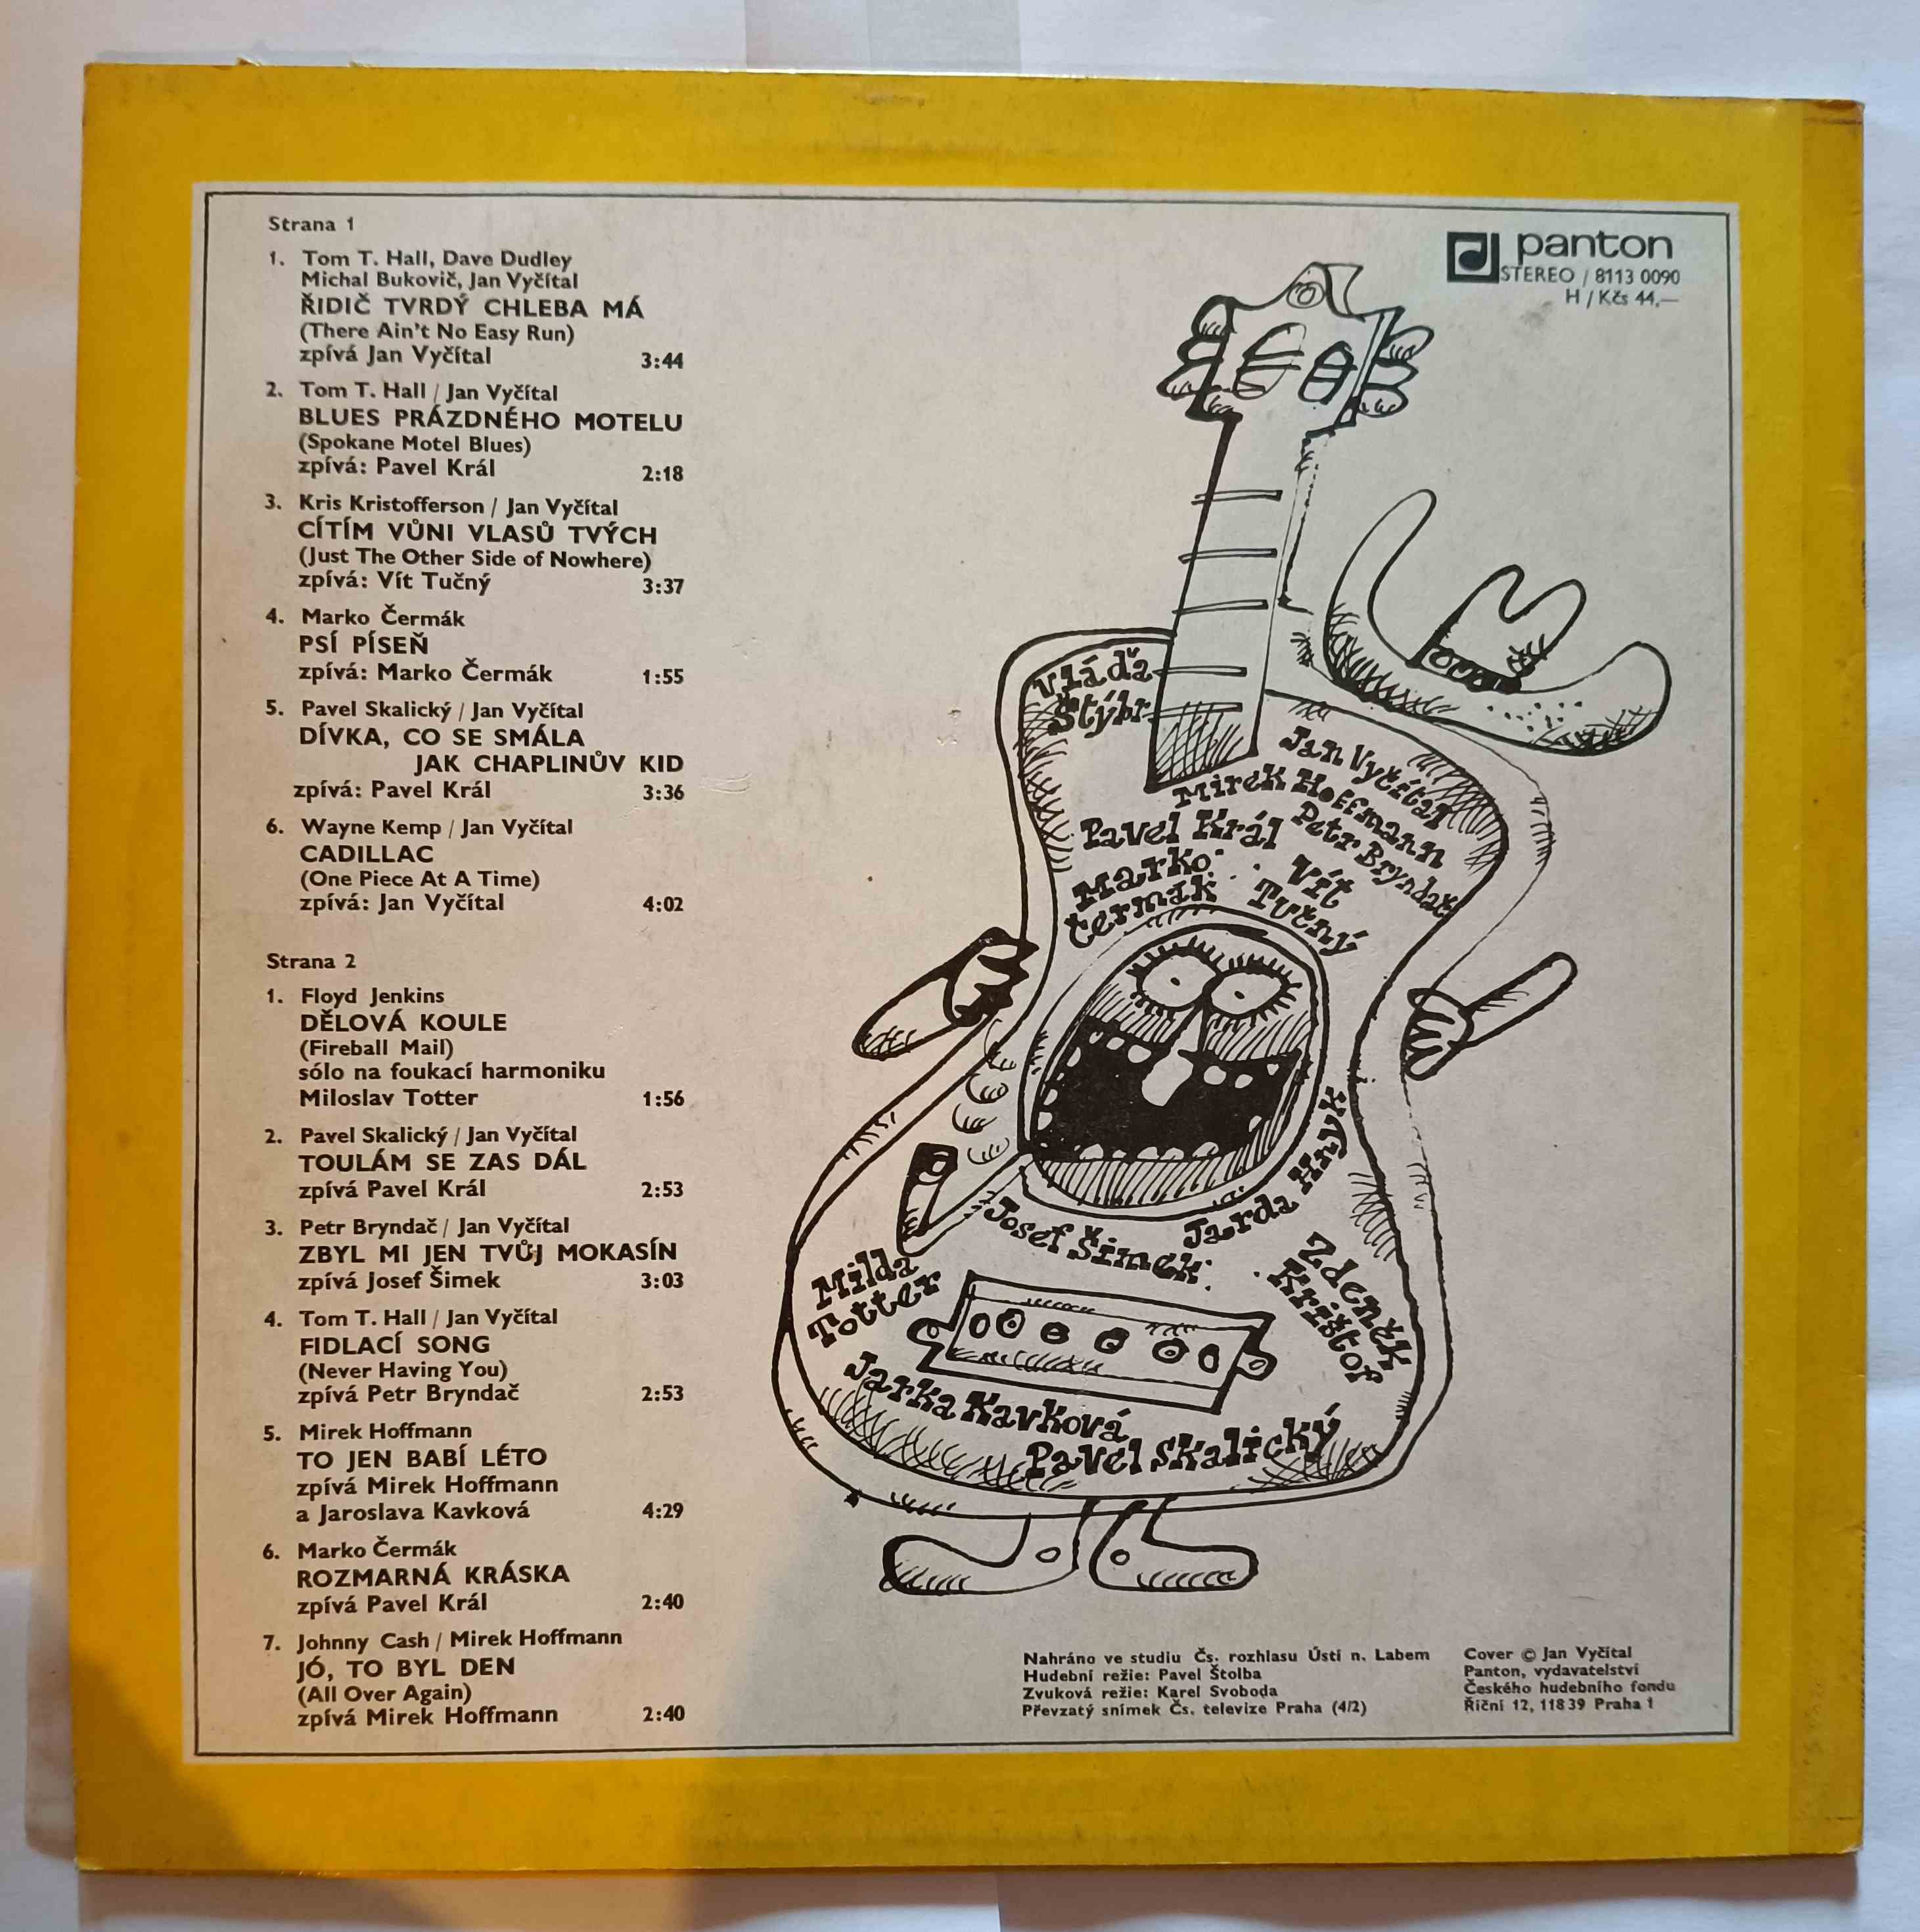 Strana 1
1. Tom T. Hall, Dave Dudley
Michal Bukovič, Jan Vyčítal
ŘIDIČ TVRDÝ CHLEBA MÁ
(There Ain't No Easy Run)
zpívá Jan Vyčítal 3:44
2. Tom T. Hall / Jan Vyčítal
BLUES PRÁZDNÉHO MOTELU
(Spokane Motel Blues)
zpívá: Pavel Král 2:18
3. Kris Kristofferson / Jan Vyčítal
CÍTÍM VŮNI VLASŮ TVÝCH
(Just The Other Side of Nowhere)
zpívá: Vít Tučný 3:37
4. Marko Čermák
PSÍ PÍSEŇ
zpívá: Marko Čermák 1:55
5. Pavel Skalický / Jan Vyčítal
DÍVKA, CO SE SMÁLA
JAK CHAPLINŮV KID
zpívá: Pavel Král 3:36
6. Wayne Kemp / Jan Vyčítal
CADILLAC
(One Piece At A Time)
zpívá: Jan Vyčítal 4:02
Strana 2
1. Floyd Jenkins
DĚLOVÁ KOULE
(Fireball Mail)
sólo na foukací harmoniku
Miloslav Totter 1:56
2. Pavel Skalický / Jan Vyčítal
TOULÁM SE ZAS DÁL
zpívá Pavel Král 2:53
3. Petr Bryndač / Jan Vyčítal
ZBYL MI JEN TVŮJ MOKASÍN
zpívá Josef Šimek 3:03
4. Tom T. Hall / Jan Vyčítal
FIDLACÍ SONG
(Never Having You)
zpívá Petr Bryndač 2:53
5. Mirek Hoffmann
TO JEN BABÍ LÉTO
zpívá Mirek Hoffmann
a Jaroslava Kavková 4:29
6. Marko Čermák
ROZMARNÁ KRÁSKA
zpívá Pavel Král 2:40
7. Johnny Cash / Mirek Hoffmann
JÓ, TO BYL DEN
(All Over Again)
zpívá Mirek Hoffmann 2:40
panton
STEREO / 8113 0090
H / Kčs 44,—
Vláďa
Štýbr
Jan Vyčítal
Mirek Hoffmann
Pavel Král
Petr Bryndač
Marko
Čermák
Vít
Tučný
Jarda Hnyk
Josef Šimek
Zdeněk
Krištof
Milda
Totter
Jarka Kavková
Pavel Skalický
Nahráno ve studiu Čs. rozhlasu Ústi n. Labem
Hudební režie: Pavel Štolba
Zvuková režie: Karel Svoboda
Převzatý snímek Čs. televize Praha (4/2)
Cover © Jan Vyčítal
Panton, vydavatelství
Českého hudebního fondu
Říční 12, 118 39 Praha 1